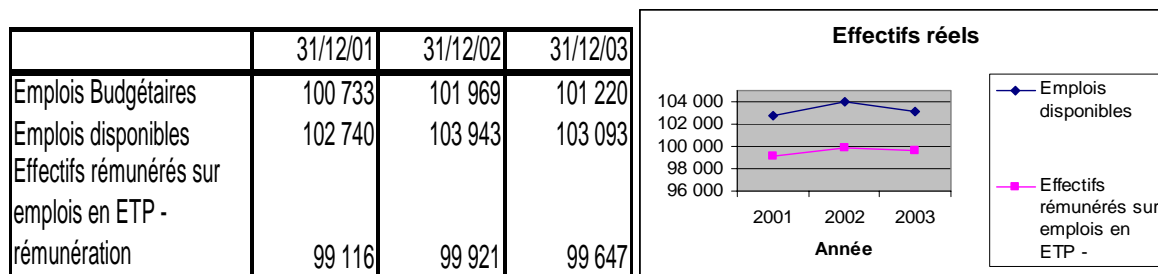 31/12/01 31/12/02 31/12/03
Emplois Budgétaires 100 733 101 969 101 220
Emplois disponibles 102 740 103 943 103 093
Effectifs rémunérés sur
emplois en ETP -
rémunération 99 116 99 921 99 647
Effectifs réels
104 000
102 000
100 000
98 000
96 000
2001 2002 2003
Année
Emplois
disponibles
Effectifs
rémunérés sur
emplois en
ETP -